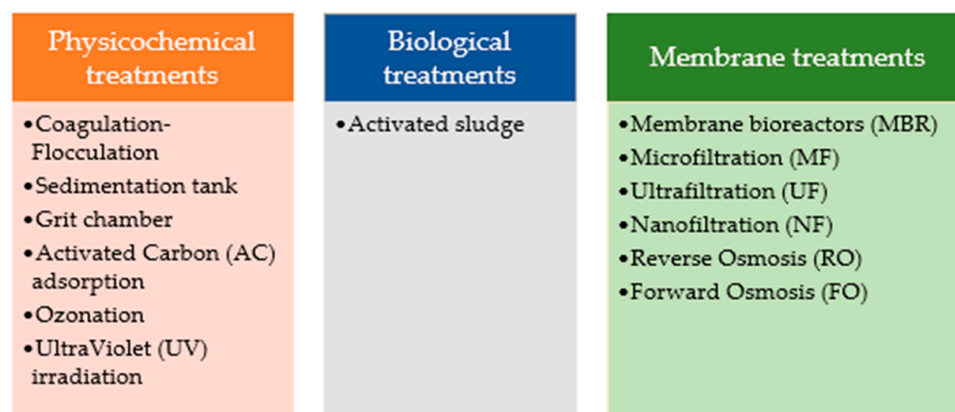 Physicochemical
treatments
•Coagulation-
Flocculation
•Sedimentation tank
•Grit chamber
•Activated Carbon (AC)
adsorption
•Ozonation
•UltraViolet (UV)
irradiation
Biological
treatments
•Activated sludge
Membrane treatments
•Membrane bioreactors (MBR)
•Microfiltration (MF)
•Ultrafiltration (UF)
•Nanofiltration (NF)
•Reverse Osmosis (RO)
•Forward Osmosis (FO)